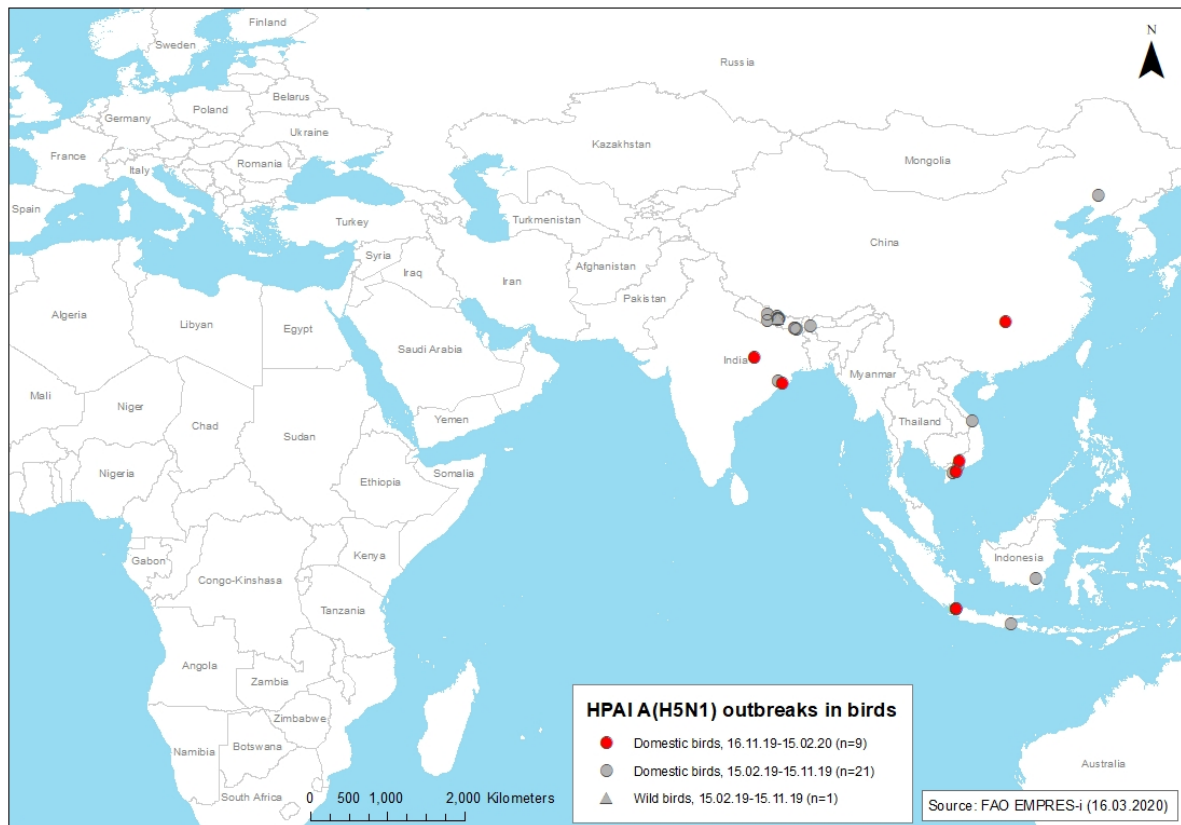 Finland
Sweden
N
Russia
Belarus
Poland
Germany
Ukraine
France
Kazakhstan
Romania
Mongolia
Italy
Spain
Turkey
Turkmenistan
China
Syria
Afghanistan
Iraq
Iran
Pakistan
Algeria
Libyan
Egypt
Saudi Arabia
India
Myanmar
Mali
Niger
Yemen
Thailand
Chad
Sudan
Nigeria
Somalia
Ethiopia
Kenya
Gabon
Indonesia
Congo-Kinshasa
Tanzania
Angola
Zambia
HPAI A(H5N1) outbreaks in birds
Zimbabwe
Domestic birds, 16.11.19-15.02.20 (n=9)
Namibia
Botswana
Australia
Domestic birds, 15.02.19-15.11.19 (n=21)
South Africa
Wild birds, 15.02.19-15.11.19 (n=1)
0 500 1,000 2,000 Kilometers
Source: FAO EMPRES-i (16.03.2020)